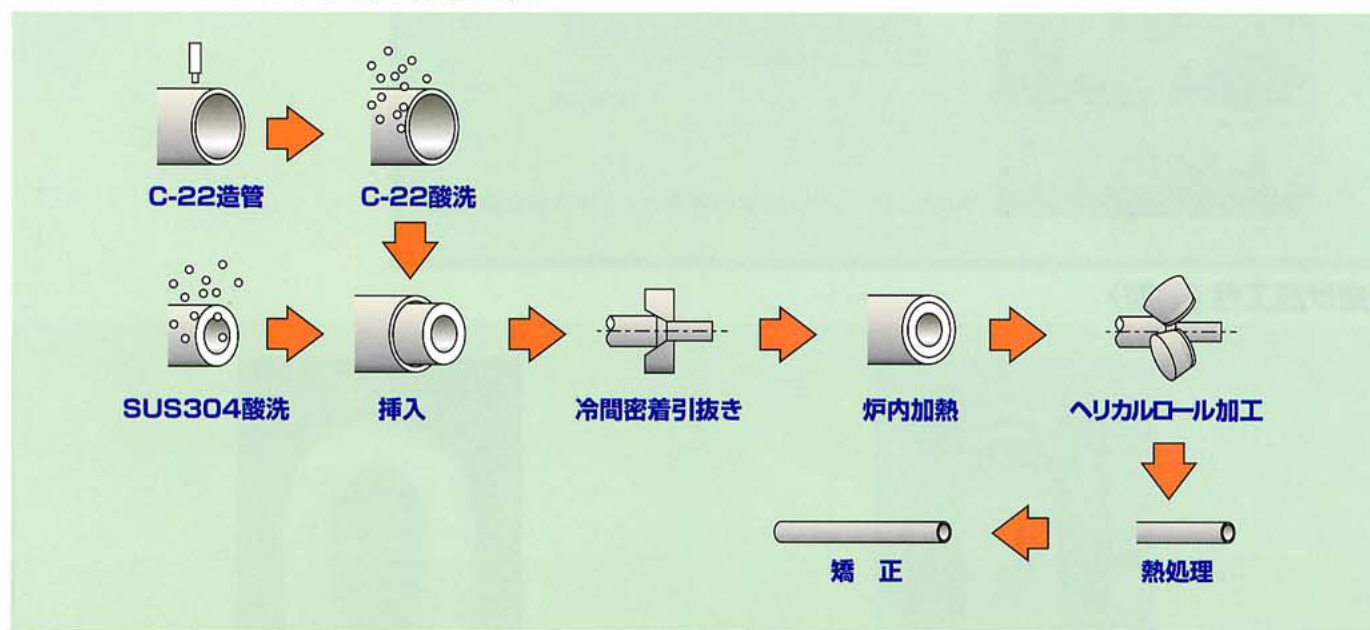 C-22造管
C-22酸洗
SUS304酸洗
挿入
冷間密着引抜き
炉内加熱
ヘリカルロール加工
矯 正
熱処理